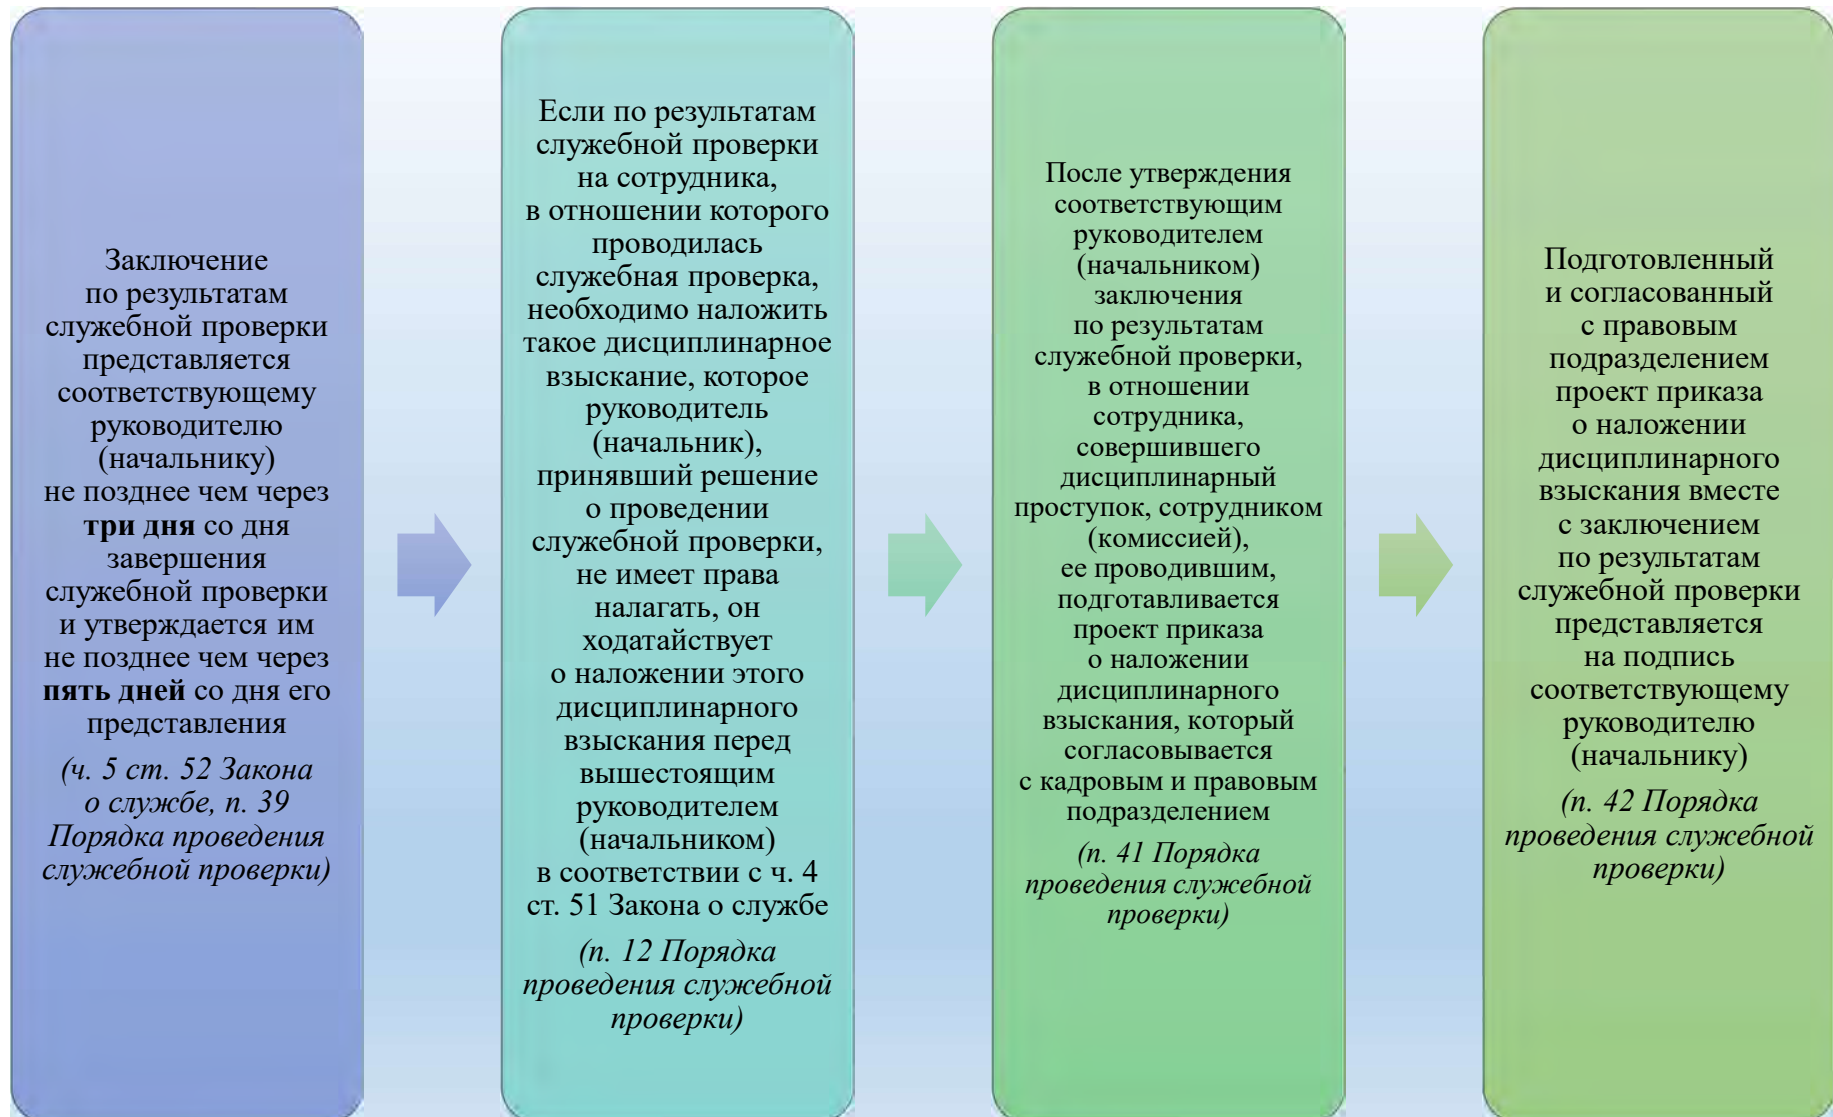 Заключение
по результатам
служебной проверки
представляется
соответствующему
руководителю
(начальнику)
не позднее чем через
три дня со дня
завершения
служебной проверки
и утверждается им
не позднее чем через
пять дней со дня его
представления
(ч. 5 ст. 52 Закона
о службе, п. 39
Порядка проведения
служебной проверки)
Если по результатам
служебной проверки
на сотрудника,
в отношении которого
проводилась
служебная проверка,
необходимо наложить
такое дисциплинарное
взыскание, которое
руководитель
(начальник),
принявший решение
о проведении
служебной проверки,
не имеет права
налагать, он
ходатайствует
о наложении этого
дисциплинарного
взыскания перед
вышестоящим
руководителем
(начальником)
в соответствии с ч. 4
ст. 51 Закона о службе
(п. 12 Порядка
проведения служебной
проверки)
После утверждения
соответствующим
руководителем
(начальником)
заключения
по результатам
служебной проверки,
в отношении
сотрудника,
совершившего
дисциплинарный
проступок, сотрудником
(комиссией),
ее проводившим,
подготавливается
проект приказа
о наложении
дисциплинарного
взыскания, который
согласовывается
с кадровым и правовым
подразделением
(п. 41 Порядка
проведения служебной
проверки)
Подготовленный
и согласованный
с правовым
подразделением
проект приказа
о наложении
дисциплинарного
взыскания вместе
с заключением
по результатам
служебной проверки
представляется
на подпись
соответствующему
руководителю
(начальнику)
(п. 42 Порядка
проведения служебной
проверки)